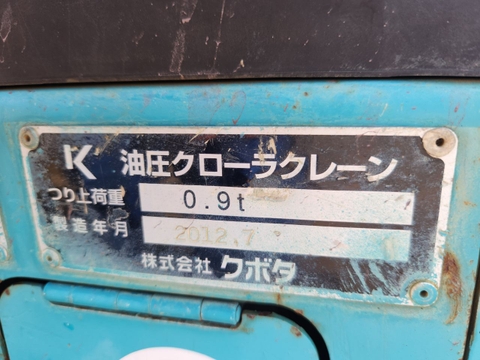 K 油圧クローラクレーン
つり上荷重 0.9t
製造年月 2012.7
株式会社 クボタ